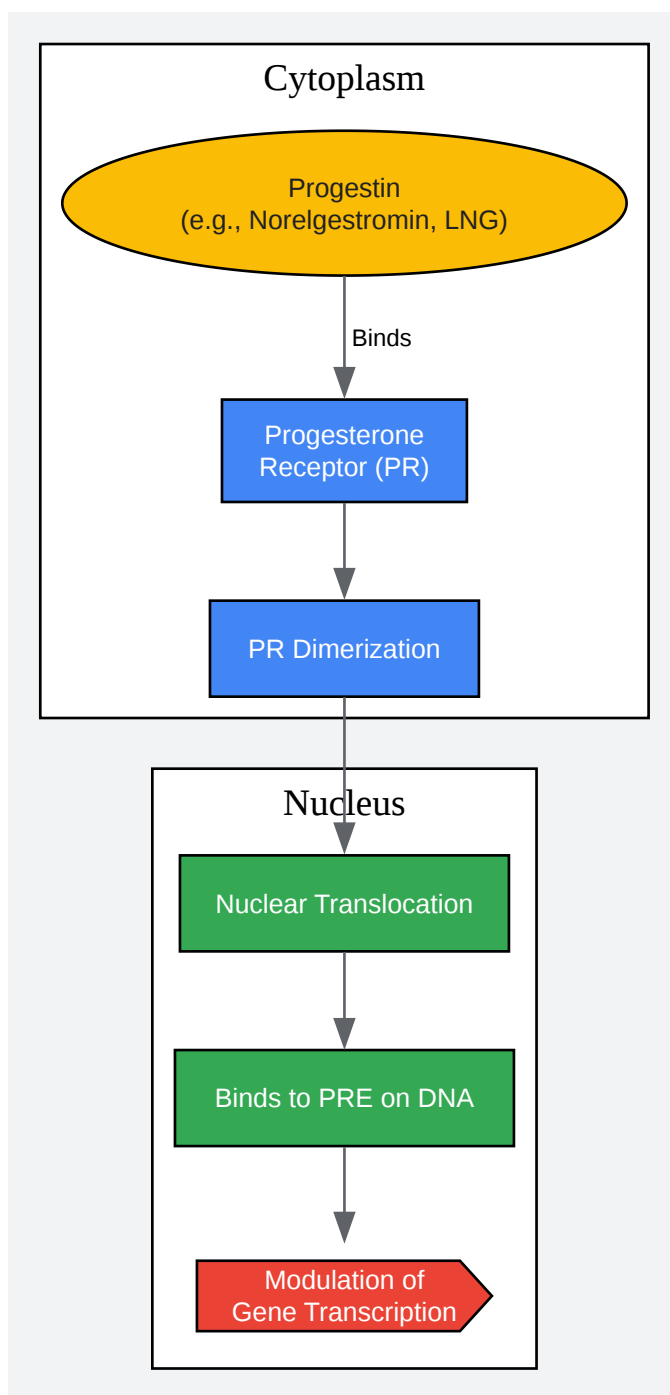 Cytoplasm
Progestin
(e.g., Norelgestromin, LNG)
Binds
Progesterone
Receptor (PR)
PR Dimerization
Nucleus
Nuclear Translocation
Binds to PRE on DNA
Modulation of
Gene Transcription